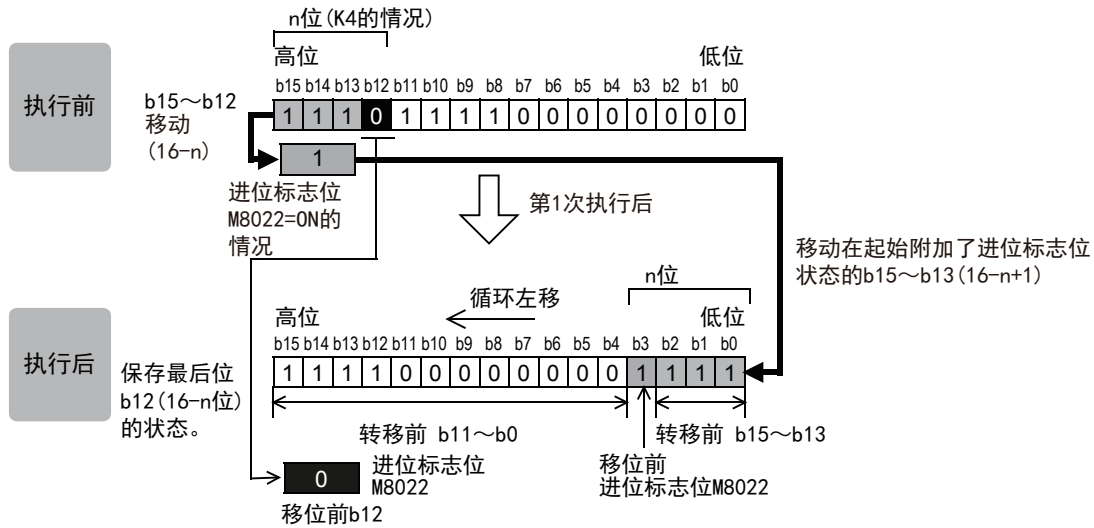 n位(K4的情况)
高位 低位
b15 b14 b13 b12 b11 b10 b9 b8 b7 b6 b5 b4 b3 b2 b1 b0
执行前
b15～b12
移动
(16-n)
1 1 1 0 1 1 1 1 0 0 0 0 0 0 0 0
1
进位标志位
M8022=ON的
情况
第1次执行后
移动在起始附加了进位标志位
状态的b15～b13(16-n+1)
n位
循环左移
高位 低位
b15 b14 b13 b12 b11 b10 b9 b8 b7 b6 b5 b4 b3 b2 b1 b0
执行后
1 1 1 1 0 0 0 0 0 0 0 0 1 1 1 1
保存最后位
b12(16-n位)
的状态。
转移前 b11～b0
转移前 b15～b13
0
进位标志位
M8022
移位前b12
移位前
进位标志位M8022